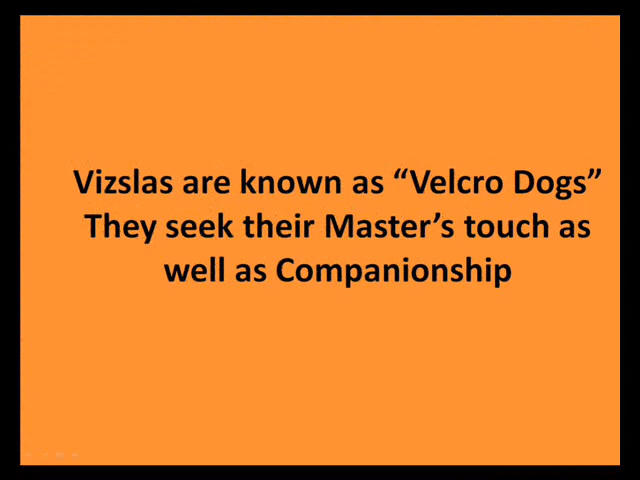 Vizslas are known as “Velcro Dogs”
They seek their Master’s touch as
well as Companionship